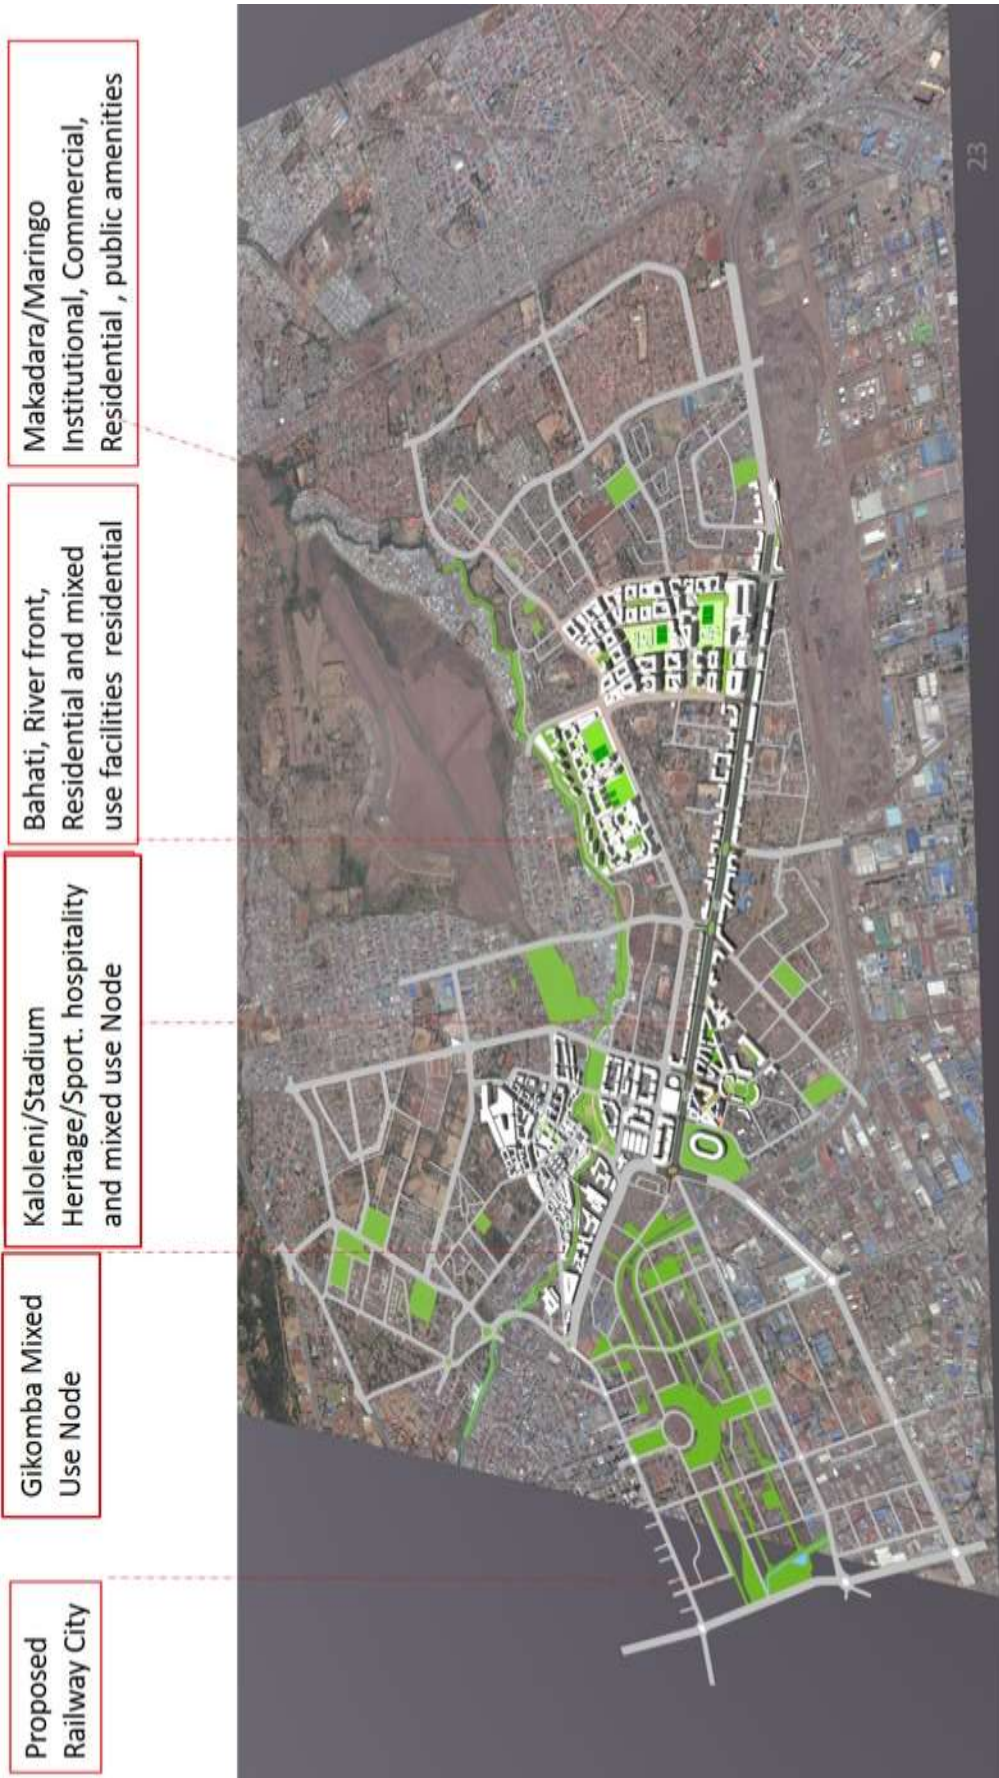 Proposed
Railway City
Gikomba Mixed
Use Node
Kaloleni/Stadium
Heritage/Sport. hospitality
and mixed use Node
Bahati, River front,
Residential and mixed
use facilities residential
Makadara/Maringo
Institutional, Commercial,
Residential , public amenities
23